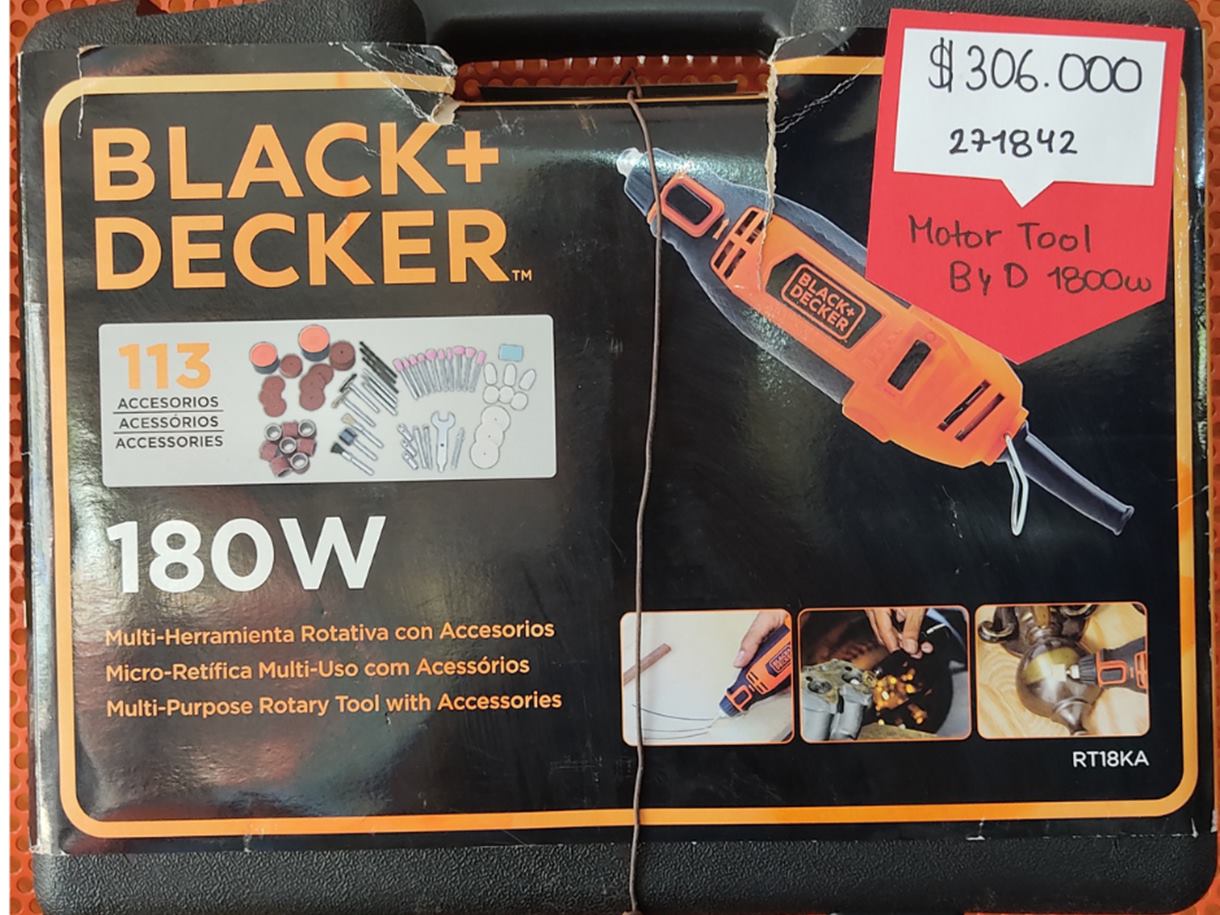 $306.000
271842
Motor Tool
ByD 1800w
BLACK+
DECKER™
BLACK+
DECKER
113
ACCESORIOS
ACESSÓRIOS
ACCESSORIES
180W
Multi-Herramienta Rotativa con Accesorios
Micro-Retífica Multi-Uso com Acessórios
Multi-Purpose Rotary Tool with Accessories
RT18KA